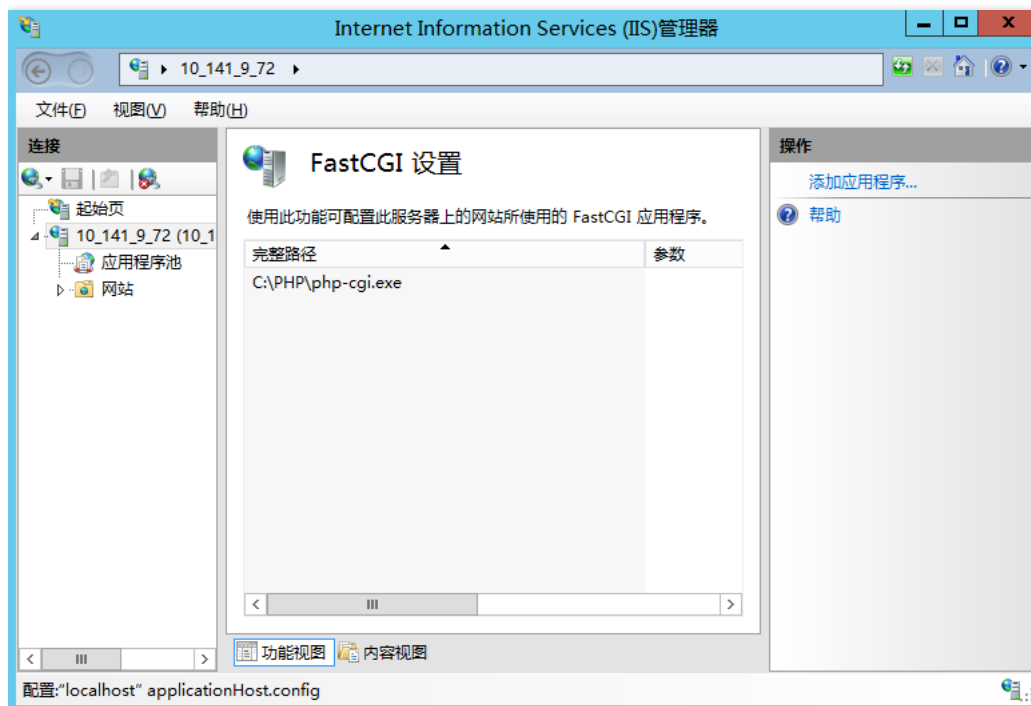 Internet Information Services (IIS)管理器
10_141_9_72
文件(F) 视图(V) 帮助(H)
连接
起始页
10_141_9_72 (10_1
应用程序池
网站
FastCGI 设置
使用此功能可配置此服务器上的网站所使用的 FastCGI 应用程序。
完整路径 参数
C:\PHP\php-cgi.exe
功能视图 内容视图
操作
添加应用程序...
帮助
配置:"localhost" applicationHost.config